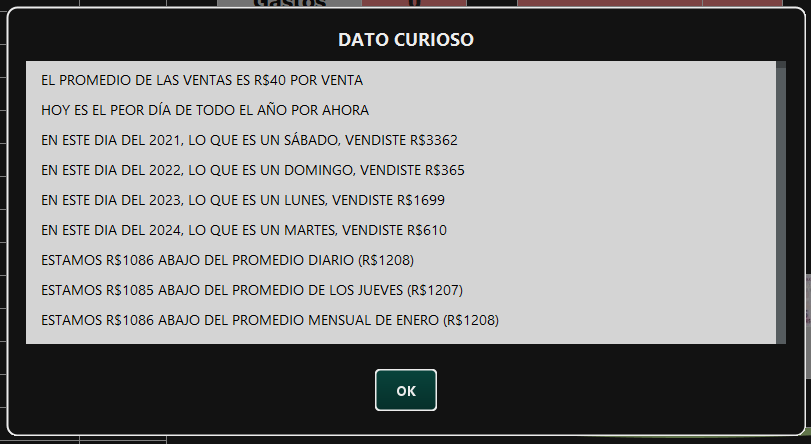 Gastos 0
DATO CURIOSO
EL PROMEDIO DE LAS VENTAS ES R$40 POR VENTA
HOY ES EL PEOR DÍA DE TODO EL AÑO POR AHORA
EN ESTE DIA DEL 2021, LO QUE ES UN SÁBADO, VENDISTE R$3362
EN ESTE DIA DEL 2022, LO QUE ES UN DOMINGO, VENDISTE R$365
EN ESTE DIA DEL 2023, LO QUE ES UN LUNES, VENDISTE R$1699
EN ESTE DIA DEL 2024, LO QUE ES UN MARTES, VENDISTE R$610
ESTAMOS R$1086 ABAJO DEL PROMEDIO DIARIO (R$1208)
ESTAMOS R$1085 ABAJO DEL PROMEDIO DE LOS JUEVES (R$1207)
ESTAMOS R$1086 ABAJO DEL PROMEDIO MENSUAL DE ENERO (R$1208)
OK